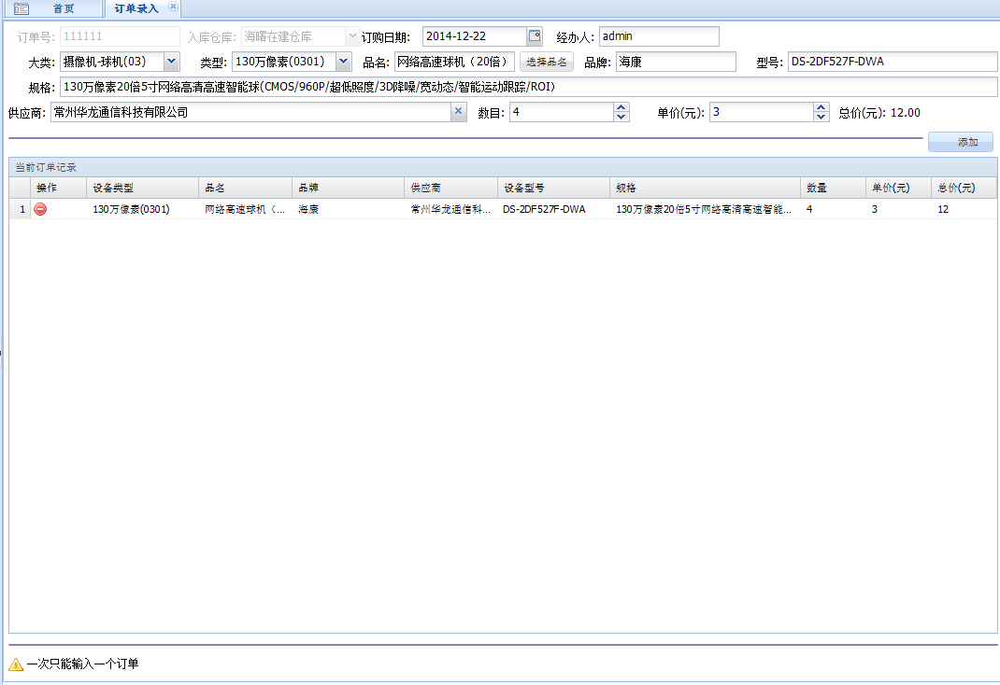 首页 订单录入
订单号: 111111 入库仓库: 海曙在建仓库 订购日期: 2014-12-22 经办人: admin
大类: 摄像机-球机(03) 类型: 130万像素(0301) 品名: 网络高速球机（20倍） 选择品名 品牌: 海康 型号: DS-2DF527F-DWA
规格: 130万像素20倍5寸网络高清高速智能球(CMOS/960P/超低照度/3D降噪/宽动态/智能运动跟踪/ROI)
供应商: 常州华龙通信科技有限公司 数目: 4 单价(元): 3 总价(元): 12.00
添加
当前订单记录
操作 设备类型 品名 品牌 供应商 设备型号 规格 数量 单价(元) 总价(元)
1 130万像素(0301) 网络高速球机（... 海康 常州华龙通信科... DS-2DF527F-DWA 130万像素20倍5寸网络高清高速智能... 4 3 12
一次只能输入一个订单